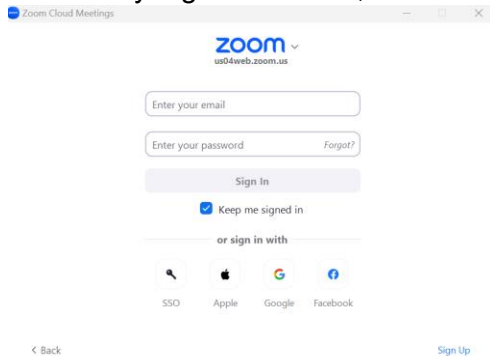 Zoom Cloud Meetings
zoom
us04web.zoom.us
Enter your email
Enter your password Forgot?
Sign In
Keep me signed in
or sign in with
SSO Apple Google Facebook
< Back Sign Up